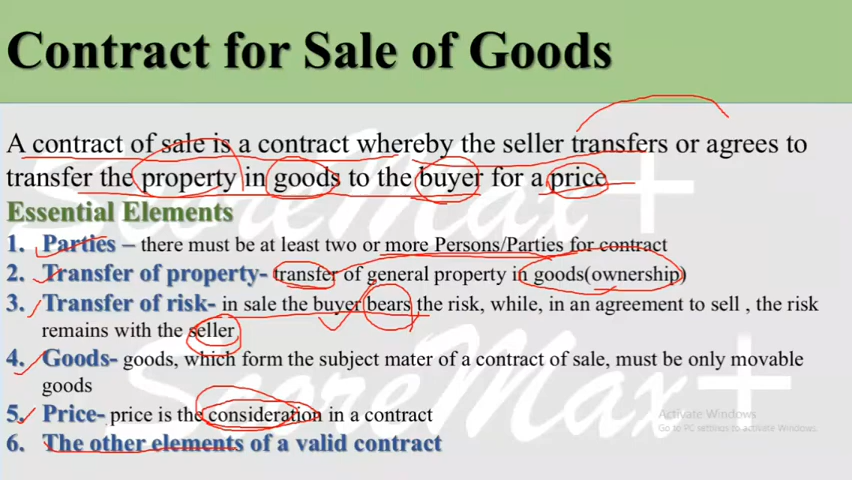 Contract for Sale of Goods
A contract of sale is a contract whereby the seller transfers or agrees to
transfer the property in goods to the buyer for a price
Essential Elements
1. Parties – there must be at least two or more Persons/Parties for contract
2. Transfer of property- transfer of general property in goods(ownership)
3. Transfer of risk- in sale the buyer bears the risk, while, in an agreement to sell , the risk
remains with the seller
4. Goods- goods, which form the subject mater of a contract of sale, must be only movable
goods
5. Price- price is the consideration in a contract
6. The other elements of a valid contract
ScoreMax+
ScoreMax+
Activate Windows
Go to PC settings to activate Windows.